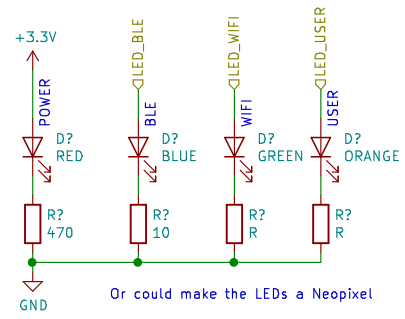 +3.3V
LED_BLE
LED_WIFI
LED_USER
POWER
BLE
WIFI
USER
D?
RED
D?
BLUE
D?
GREEN
D?
ORANGE
R?
470
R?
10
R?
R
R?
R
GND
Or could make the LEDs a Neopixel